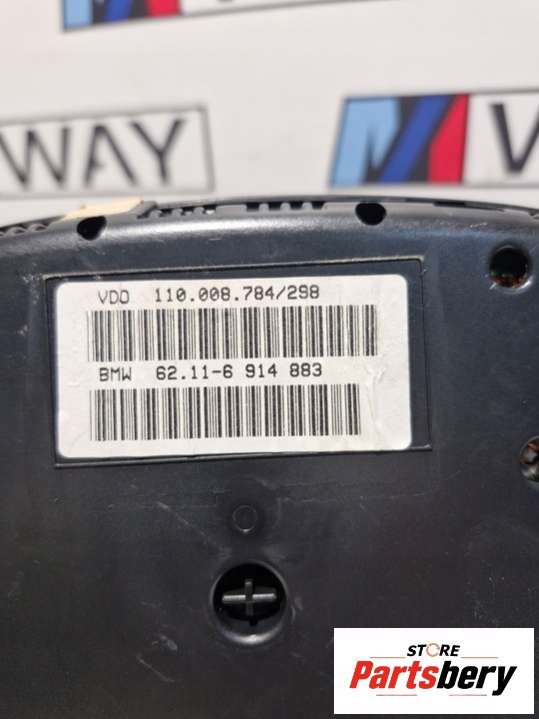 WAY
V
VDO 110.008.784/298
BMW 62.11-6 914 883
STORE
Partsbery